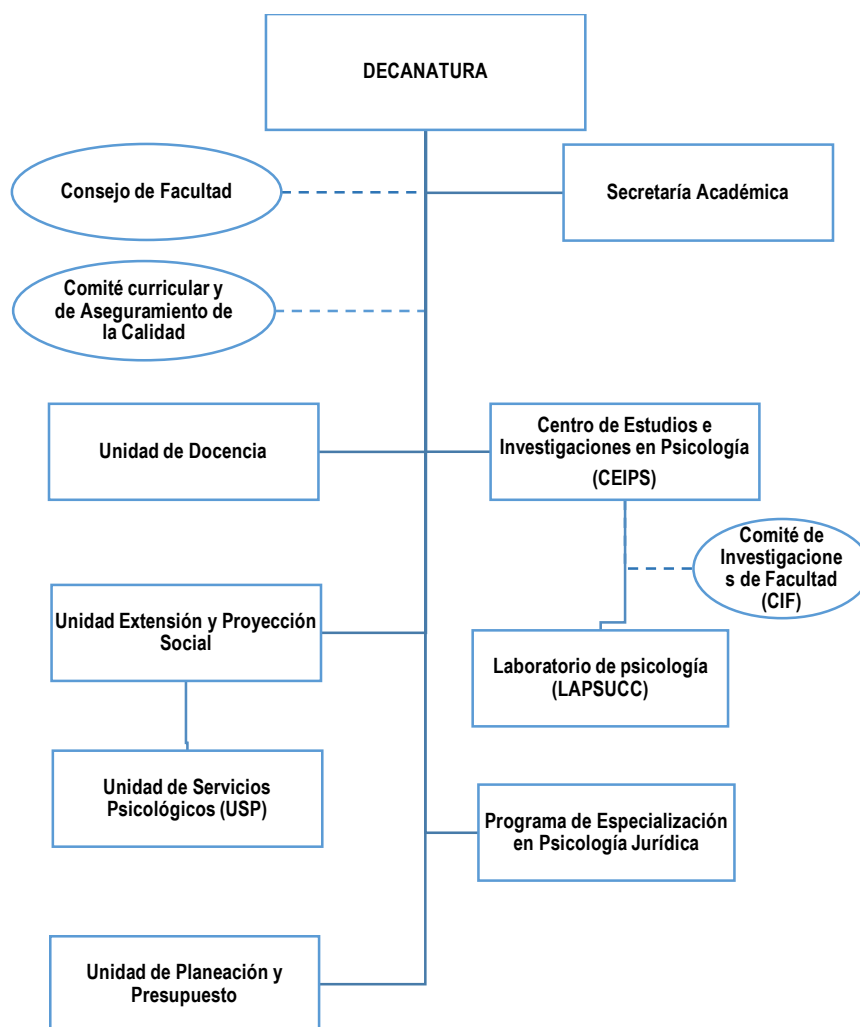 DECANATURA
Consejo de Facultad
Secretaría Académica
Comité curricular y
de Aseguramiento de
la Calidad
Unidad de Docencia
Centro de Estudios e
Investigaciones en Psicología
(CEIPS)
Comité de
Investigacione
s de Facultad
(CIF)
Unidad Extensión y Proyección
Social
Laboratorio de psicología
(LAPSUCC)
Unidad de Servicios
Psicológicos (USP)
Programa de Especialización
en Psicología Jurídica
Unidad de Planeación y
Presupuesto